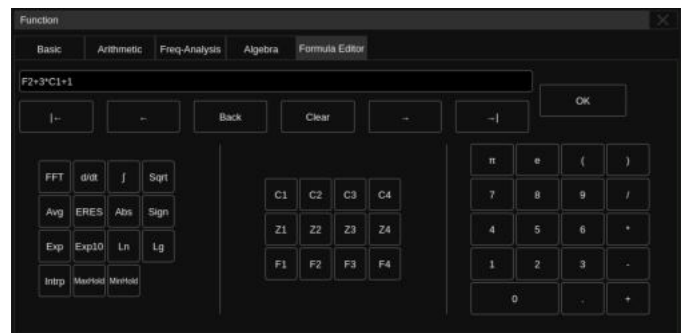 Function
Basic Arithmetic Freq-Analysis Algebra Formula Editor
F2+3*C1+1
OK
|← ← Back Clear → →|
π e ( )
FFT d/dt ∫ Sqrt
C1 C2 C3 C4
7 8 9 /
Avg ERES Abs Sign
Z1 Z2 Z3 Z4
4 5 6 *
Exp Exp10 Ln Lg
F1 F2 F3 F4
1 2 3 -
Intrp MaxHold MinHold
0 . +